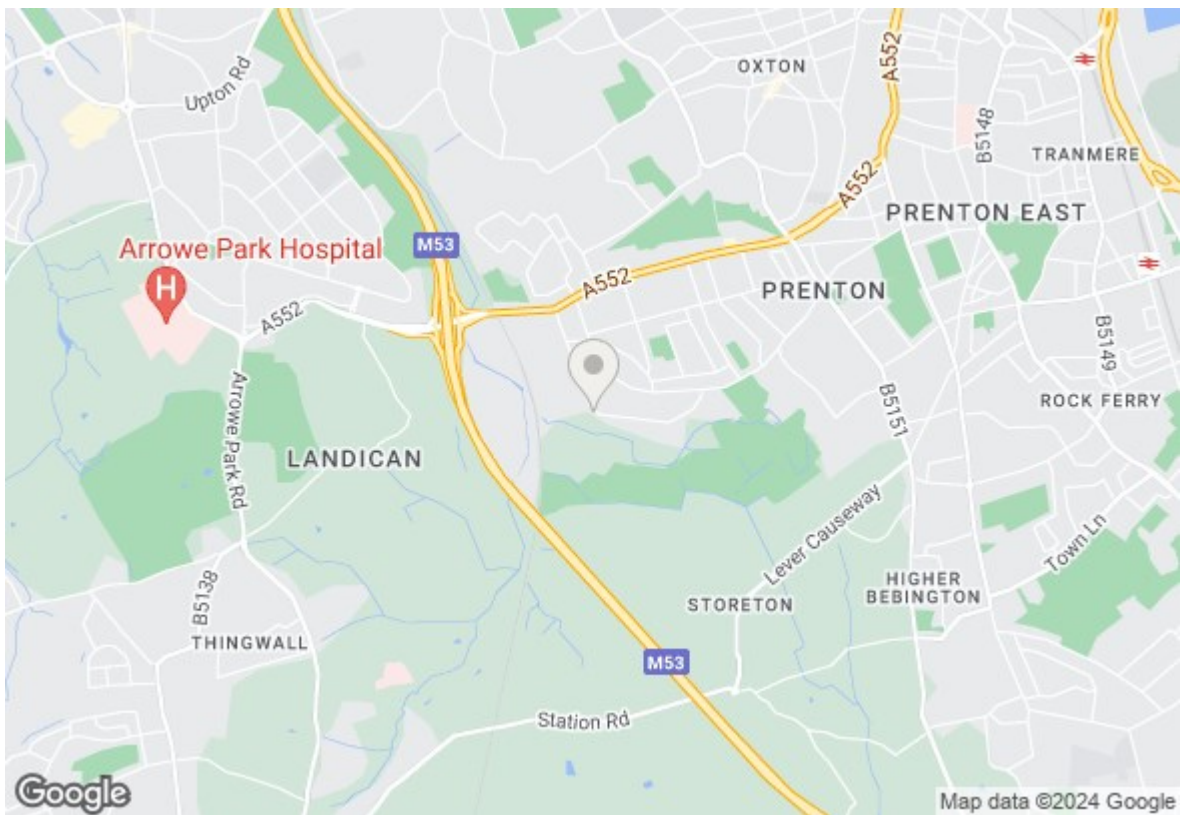 OXTON
A552
Upton Rd
B5148
TRANMERE
A552
PRENTON EAST
Arrowe Park Hospital
H
M53
A552
PRENTON
A552
B5149
Arrowe Park Rd
B5151
ROCK FERRY
LANDICAN
Lever Causeway
Town Ln
B5138
HIGHER
BEBINGTON
STORETON
THINGWALL
M53
Station Rd
Google
Map data ©2024 Google